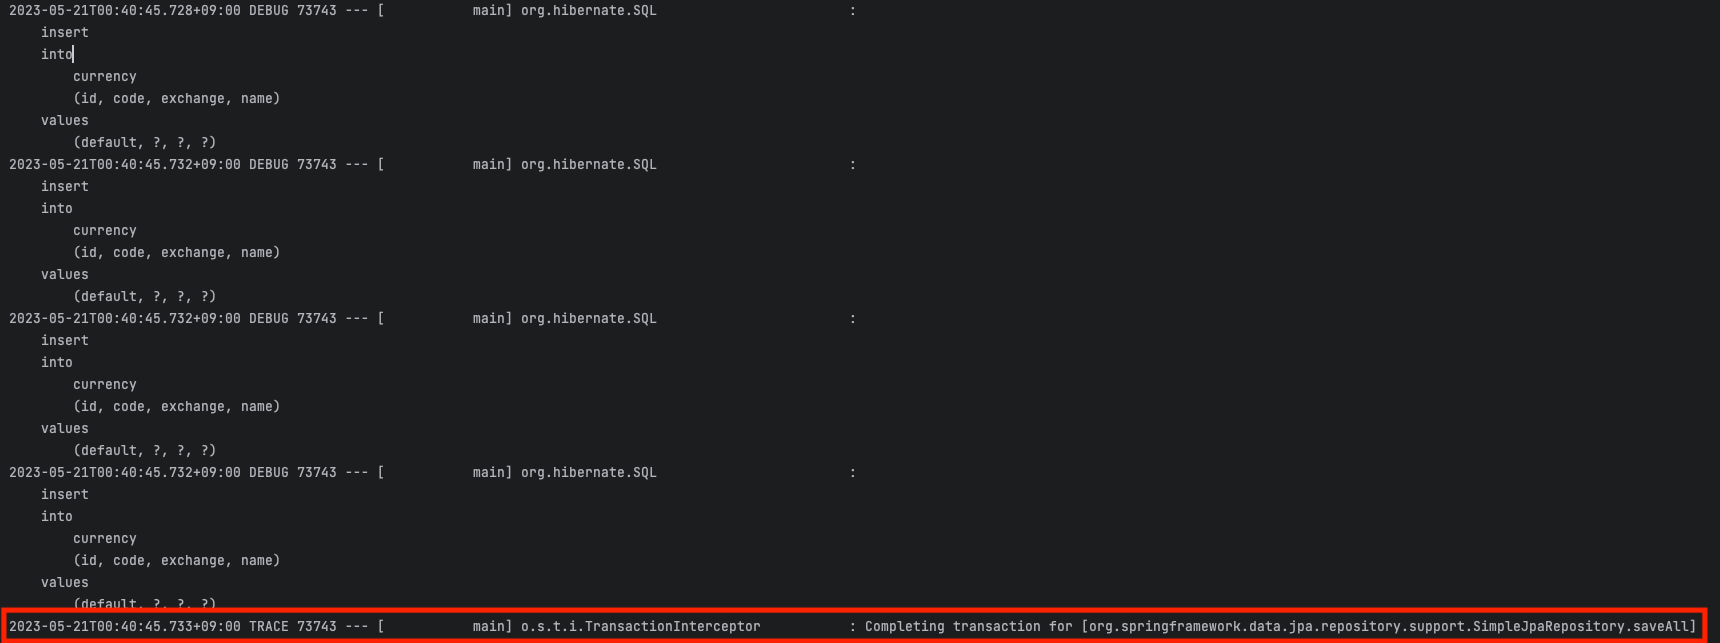 2023-05-21T00:40:45.728+09:00 DEBUG 73743 --- [           main] org.hibernate.SQL                        :
    insert
    into
        currency
        (id, code, exchange, name)
    values
        (default, ?, ?, ?)
2023-05-21T00:40:45.732+09:00 DEBUG 73743 --- [           main] org.hibernate.SQL                        :
    insert
    into
        currency
        (id, code, exchange, name)
    values
        (default, ?, ?, ?)
2023-05-21T00:40:45.732+09:00 DEBUG 73743 --- [           main] org.hibernate.SQL                        :
    insert
    into
        currency
        (id, code, exchange, name)
    values
        (default, ?, ?, ?)
2023-05-21T00:40:45.732+09:00 DEBUG 73743 --- [           main] org.hibernate.SQL                        :
    insert
    into
        currency
        (id, code, exchange, name)
    values
        (default, ?, ?, ?)
2023-05-21T00:40:45.733+09:00 TRACE 73743 --- [           main] o.s.t.i.TransactionInterceptor           : Completing transaction for [org.springframework.data.jpa.repository.support.SimpleJpaRepository.saveAll]